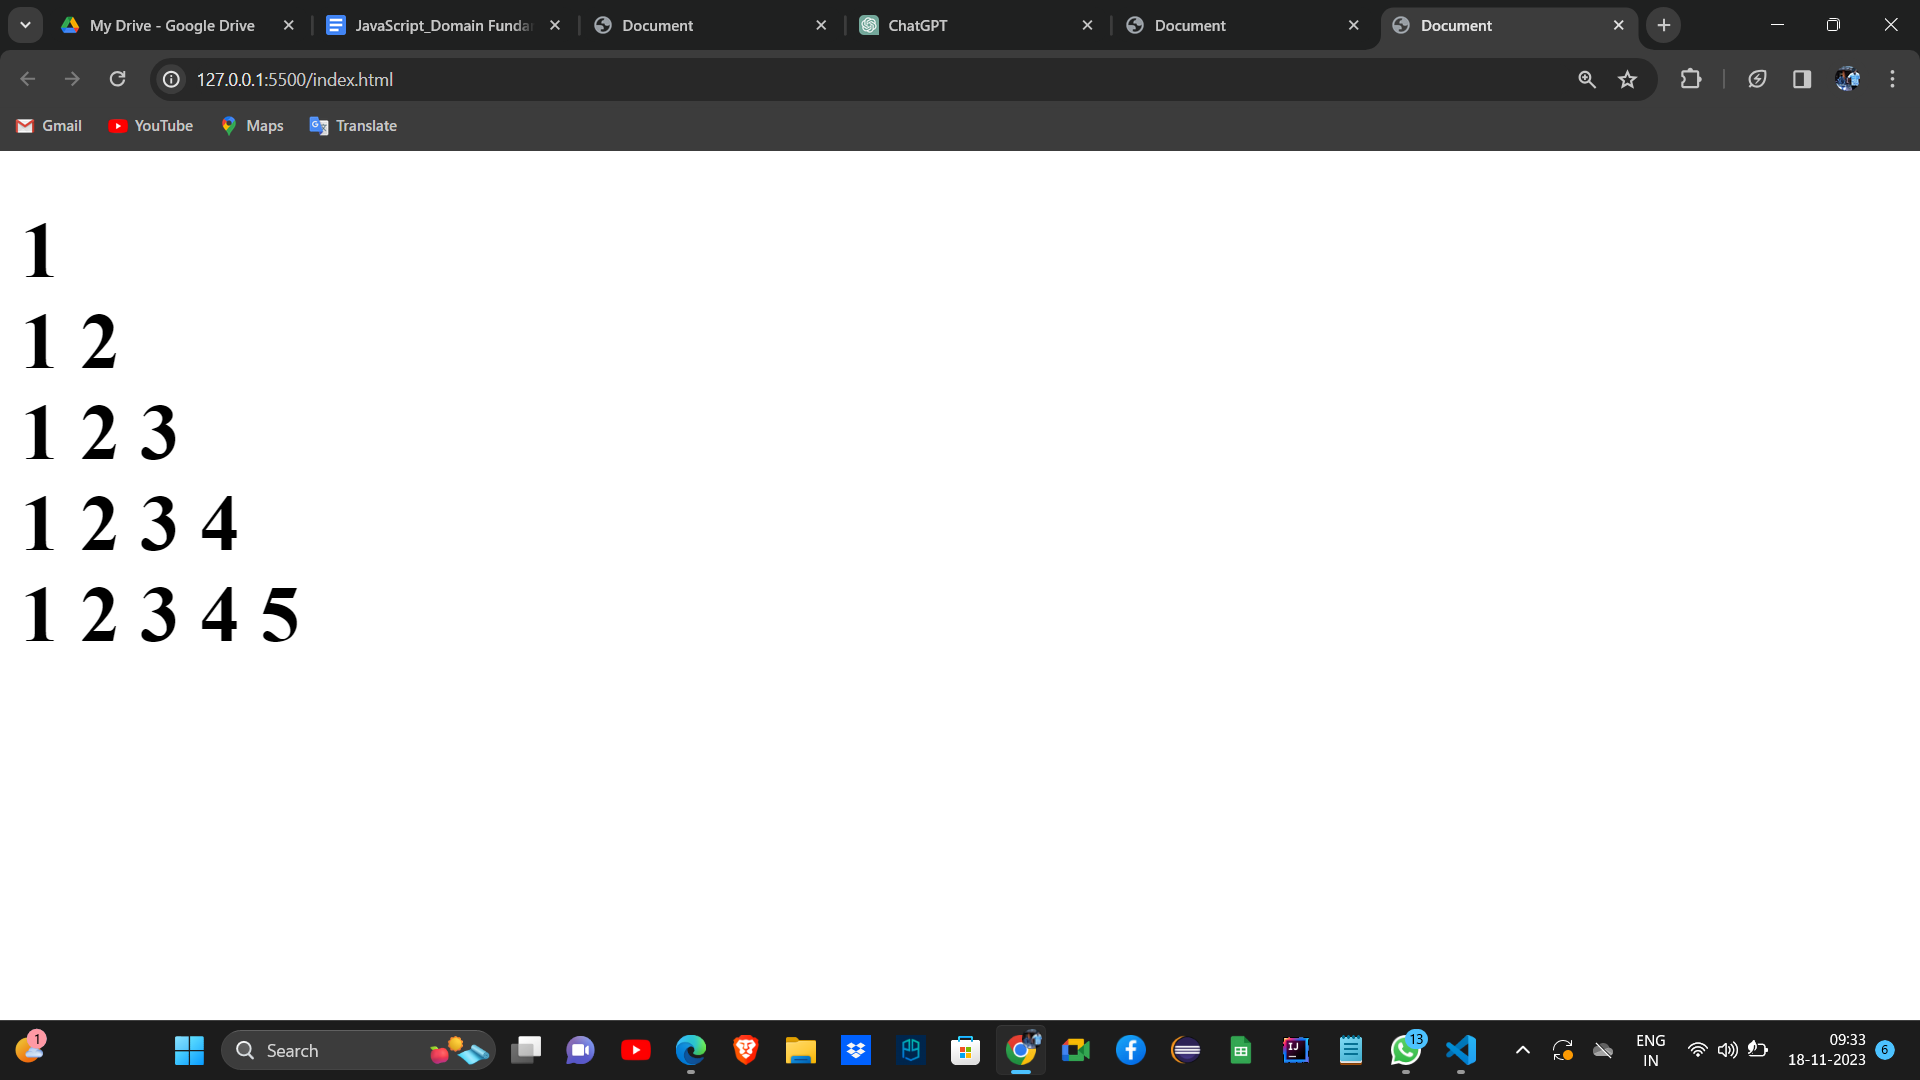 My Drive - Google Drive
JavaScript_Domain Funda
Document
ChatGPT
Document
Document
127.0.0.1:5500/index.html
Gmail
YouTube
Maps
Translate
1
1 2
1 2 3
1 2 3 4
1 2 3 4 5
1
Search
IJ
13
ENG
IN
09:33
18-11-2023
6